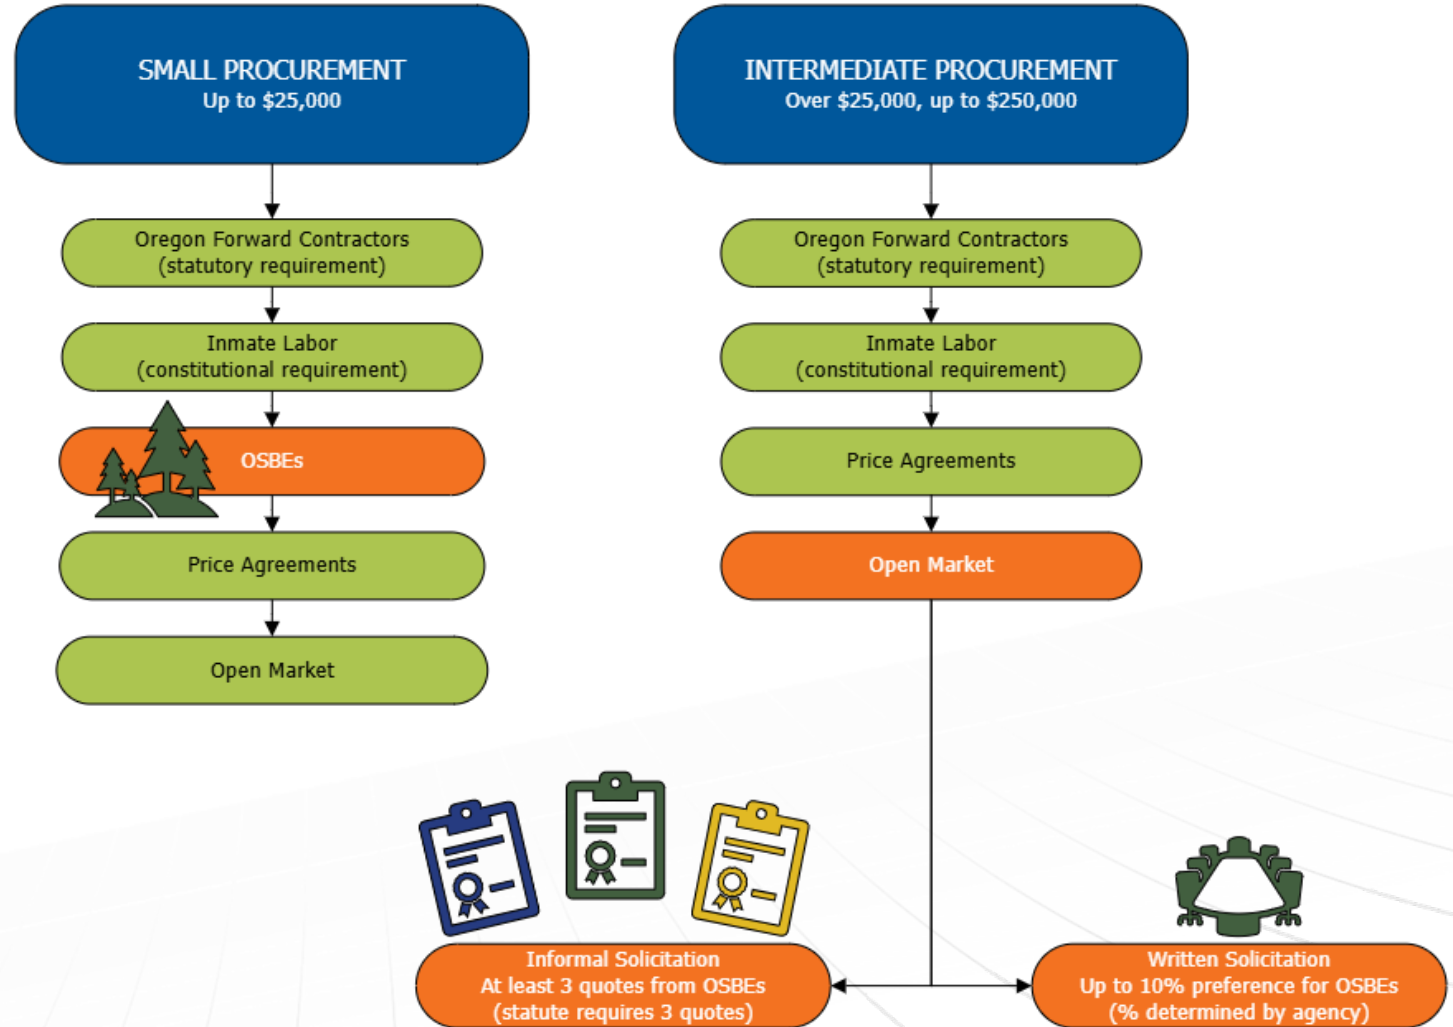 SMALL PROCUREMENT
Up to $25,000
Oregon Forward Contractors
(statutory requirement)
Inmate Labor
(constitutional requirement)
OSBEs
Price Agreements
Open Market
INTERMEDIATE PROCUREMENT
Over $25,000, up to $250,000
Oregon Forward Contractors
(statutory requirement)
Inmate Labor
(constitutional requirement)
Price Agreements
Open Market
Informal Solicitation
At least 3 quotes from OSBEs
(statute requires 3 quotes)
Written Solicitation
Up to 10% preference for OSBEs
(% determined by agency)